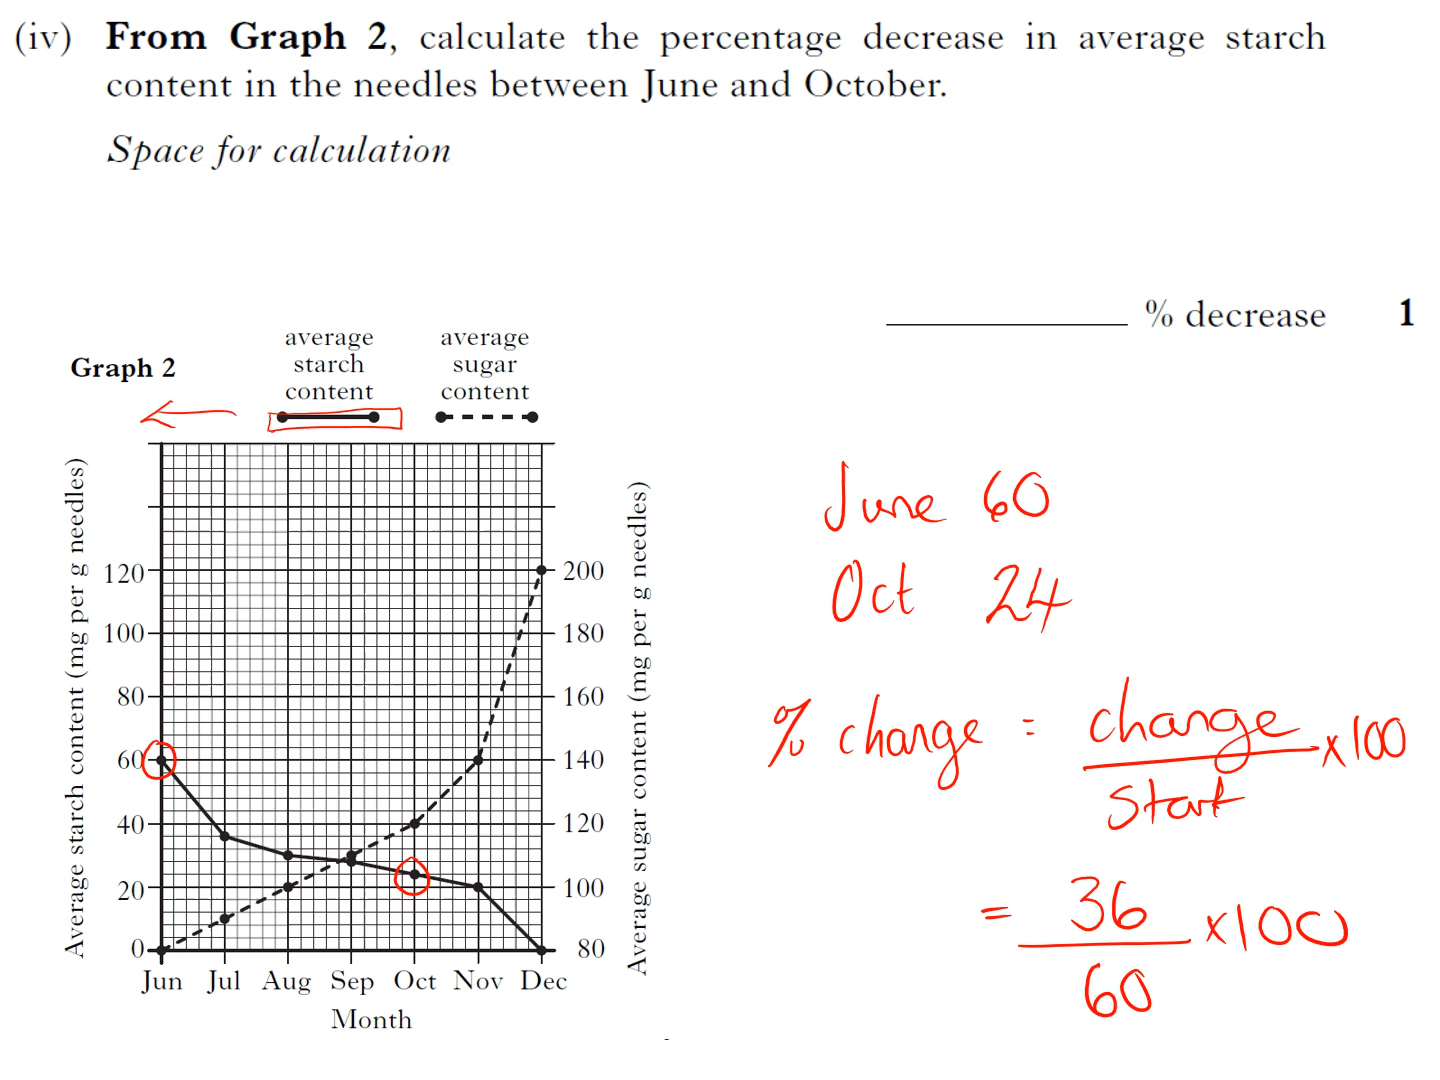 (iv) From Graph 2, calculate the percentage decrease in average starch
content in the needles between June and October.
Space for calculation
% decrease 1
Graph 2
average
starch
content
average
sugar
content
Average starch content (mg per g needles)
120
100
80
60
40
20
0
200
180
160
140
120
100
80
Average sugar content (mg per g needles)
Jun Jul Aug Sep Oct Nov Dec
Month
June 60
Oct 24
% change = change x100
start
= 36 x100
60